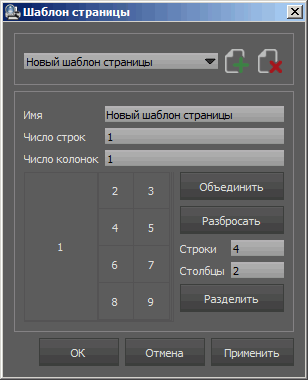 Шаблон страницы
Новый шаблон страницы
Имя Новый шаблон страницы
Число строк 1
Число колонок 1
1
2 3
4 5
6 7
8 9
Объединить
Разбросать
Строки 4
Столбцы 2
Разделить
OK Отмена Применить